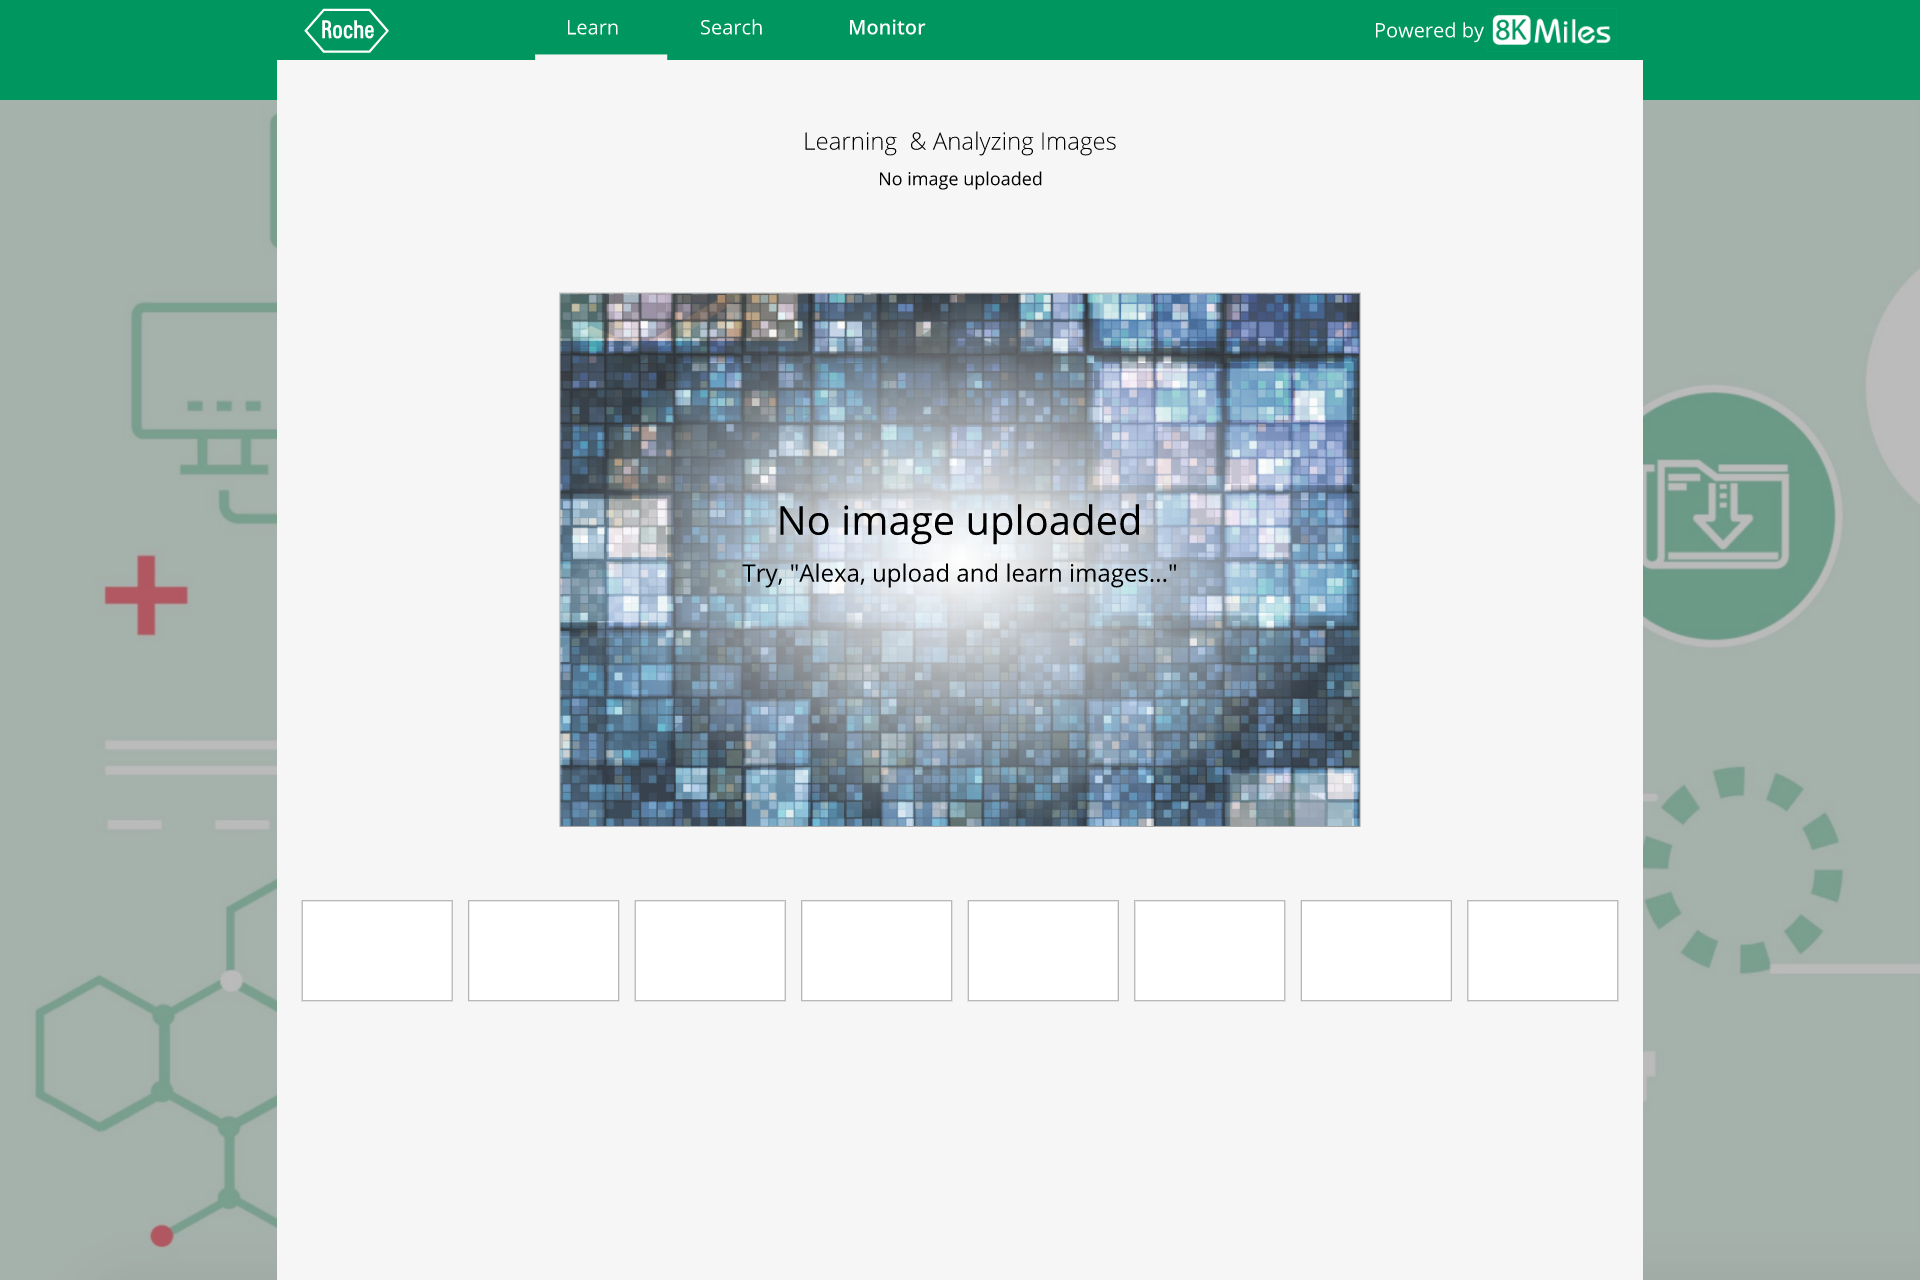 Roche
Learn
Search
Monitor
Powered by 8K Miles
Learning & Analyzing Images
No image uploaded
No image uploaded
Try, "Alexa, upload and learn images..."